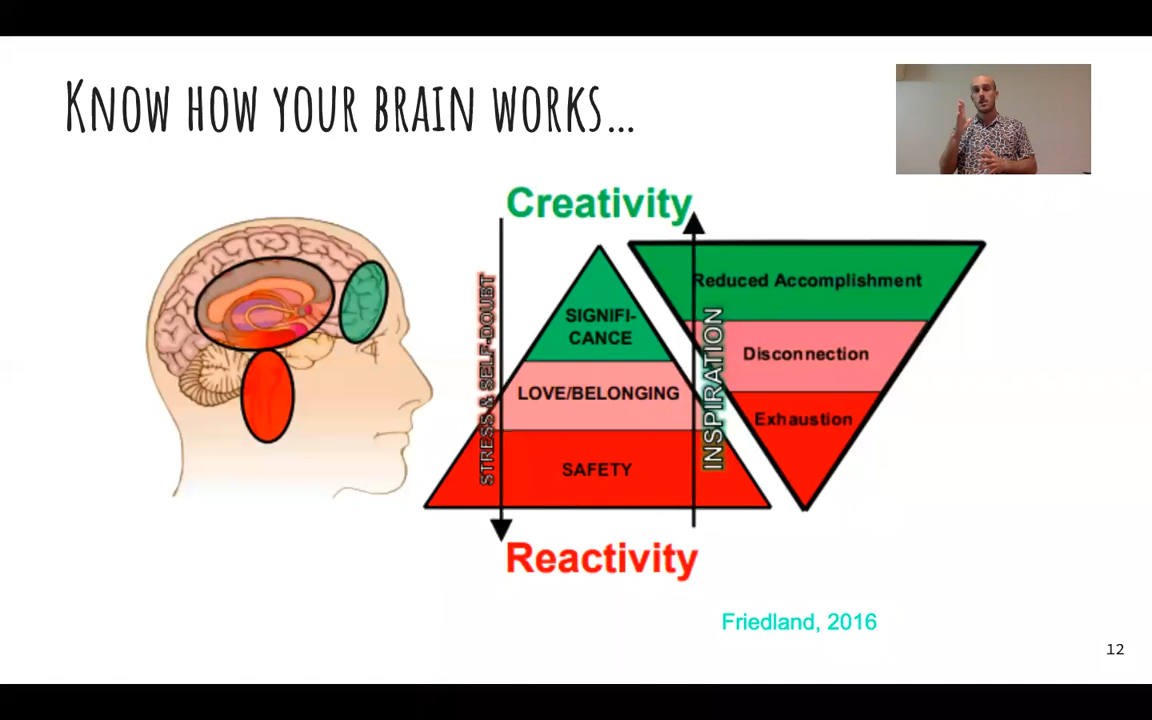 Know how your brain works...
Creativity
STRESS & SELF-DOUBT
SIGNIFI-
CANCE
LOVE/BELONGING
SAFETY
INSPIRATION
Reduced Accomplishment
Disconnection
Exhaustion
Reactivity
Friedland, 2016
12